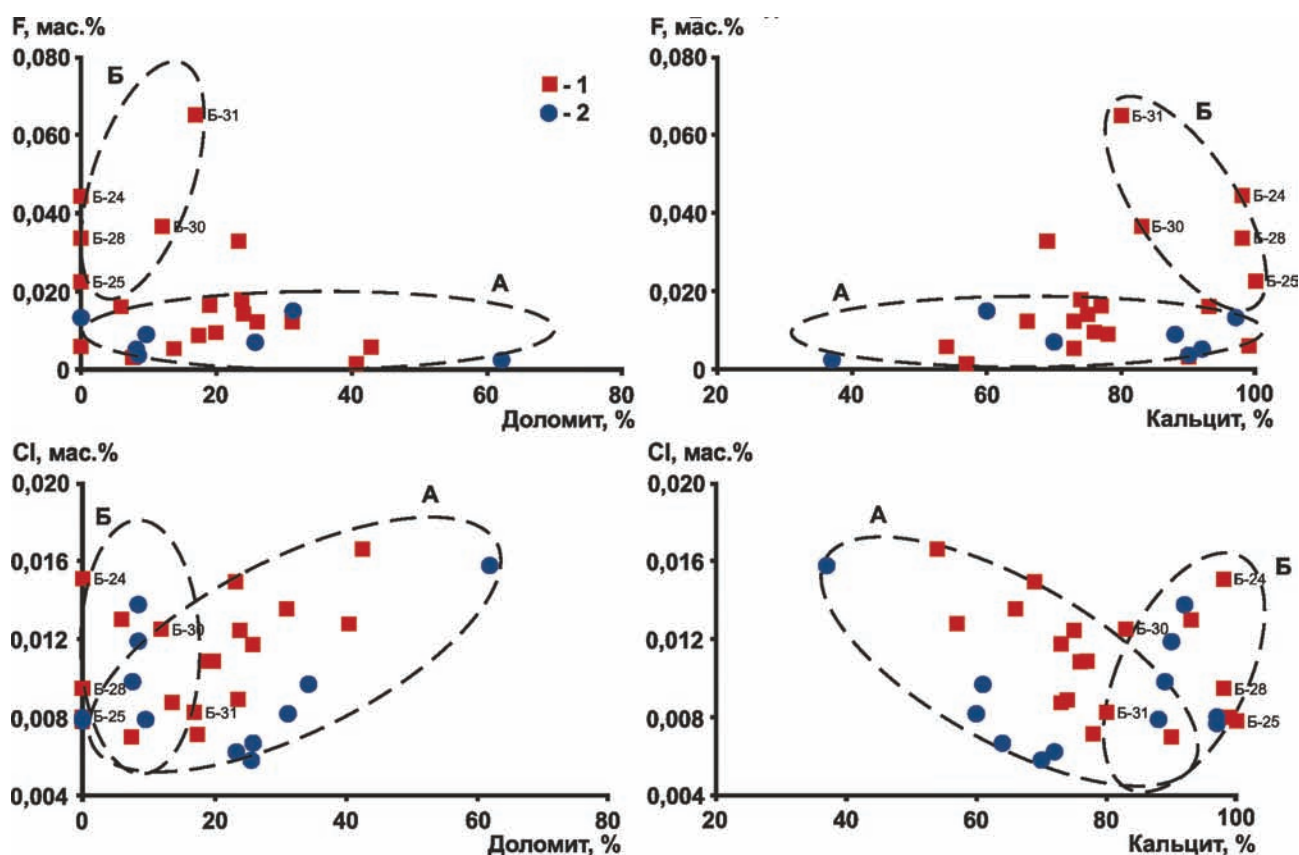 F, мас.%
0,080
0,060
0,040
0,020
0
Б
Б-31
Б-24
Б-30
Б-28
Б-25
А
- 1
- 2
0
20
40
60
80
Доломит, %
F, мас.%
0,080
0,060
0,040
0,020
0
Б
Б-31
Б-24
Б-30
Б-28
Б-25
А
20
40
60
80
100
Кальцит, %
Cl, мас.%
0,020
0,016
0,012
0,008
0,004
Б
А
Б-24
Б-30
Б-28
Б-25
Б-31
0
20
40
60
80
Доломит, %
Cl, мас.%
0,020
0,016
0,012
0,008
0,004
А
Б
Б-24
Б-30
Б-28
Б-31
Б-25
20
40
60
80
100
Кальцит, %